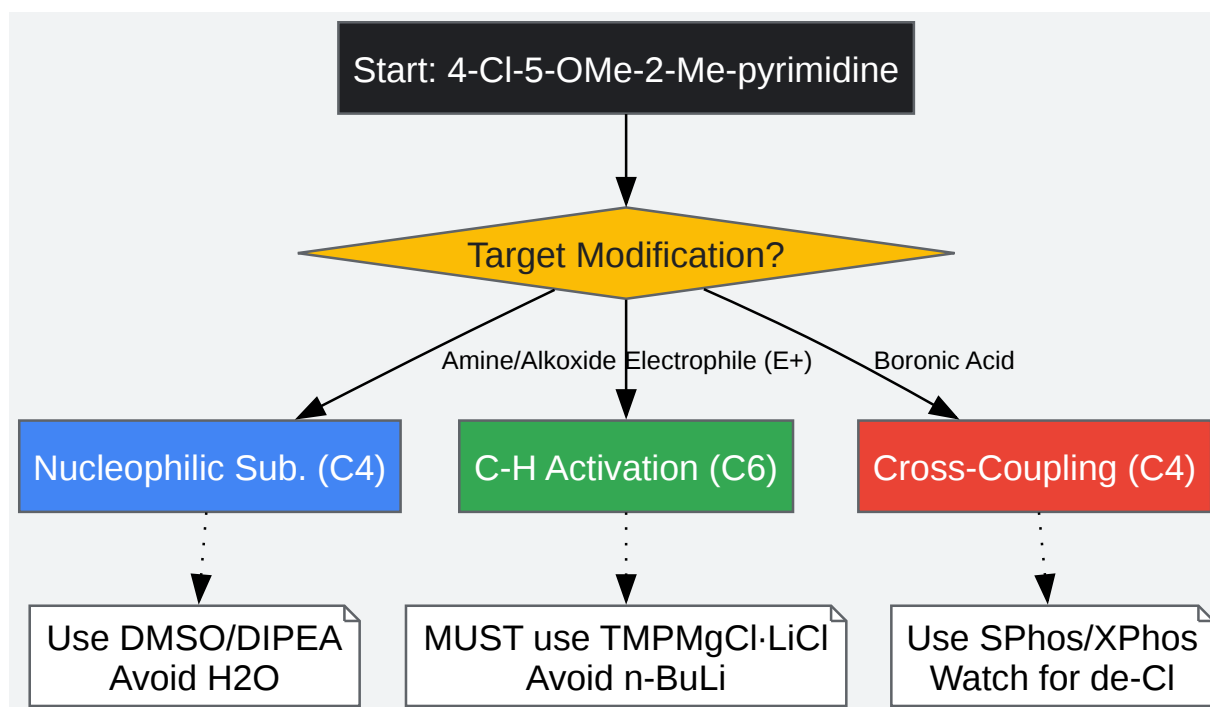 Start: 4-Cl-5-OMe-2-Me-pyrimidine
Target Modification?
Amine/Alkoxide
Electrophile (E+)
Boronic Acid
Nucleophilic Sub. (C4)
C-H Activation (C6)
Cross-Coupling (C4)
Use DMSO/DIPEA
Avoid H2O
MUST use TMPMgCl·LiCl
Avoid n-BuLi
Use SPhos/XPhos
Watch for de-Cl